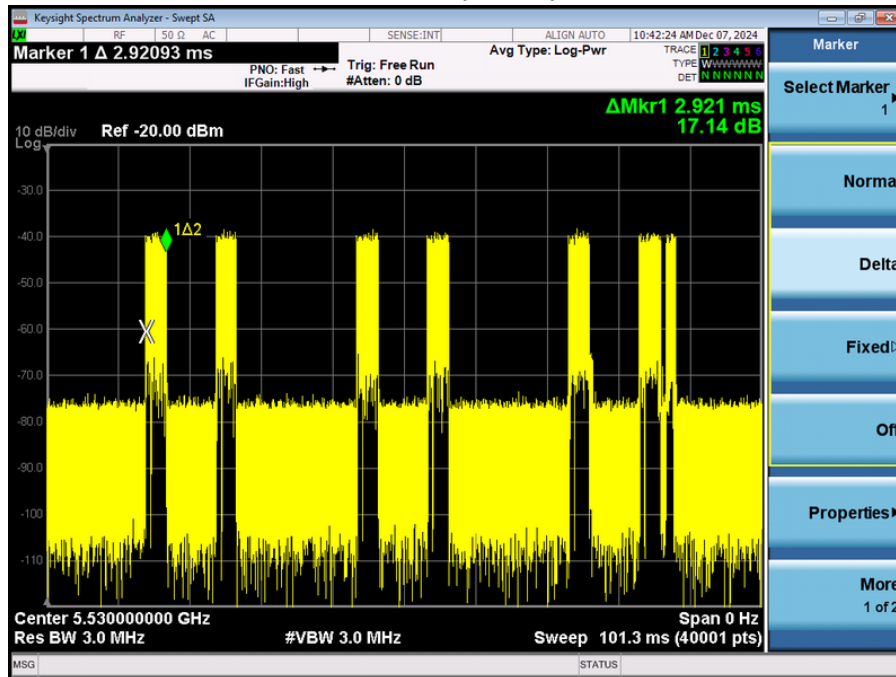 Keysight Spectrum Analyzer - Swept SA
LXI RF 50 Ω AC SENSE:INT ALIGN AUTO 10:42:24 AM Dec 07, 2024
Marker 1 Δ 2.92093 ms
PNO: Fast
IFGain:High
Trig: Free Run
#Atten: 0 dB
Avg Type: Log-Pwr
TRACE 1 2 3 4 5 6
TYPE WWWWWW
DET N N N N N N
ΔMkr1 2.921 ms
17.14 dB
10 dB/div Ref -20.00 dBm
Log
-30.0
1Δ2
-40.0
-50.0
-60.0
-70.0
-80.0
-90.0
-100
-110
Center 5.530000000 GHz Span 0 Hz
Res BW 3.0 MHz #VBW 3.0 MHz Sweep 101.3 ms (40001 pts)
MSG STATUS
Marker
Select Marker
1
Norma
Delta
Fixed
Off
Properties
More
1 of 2